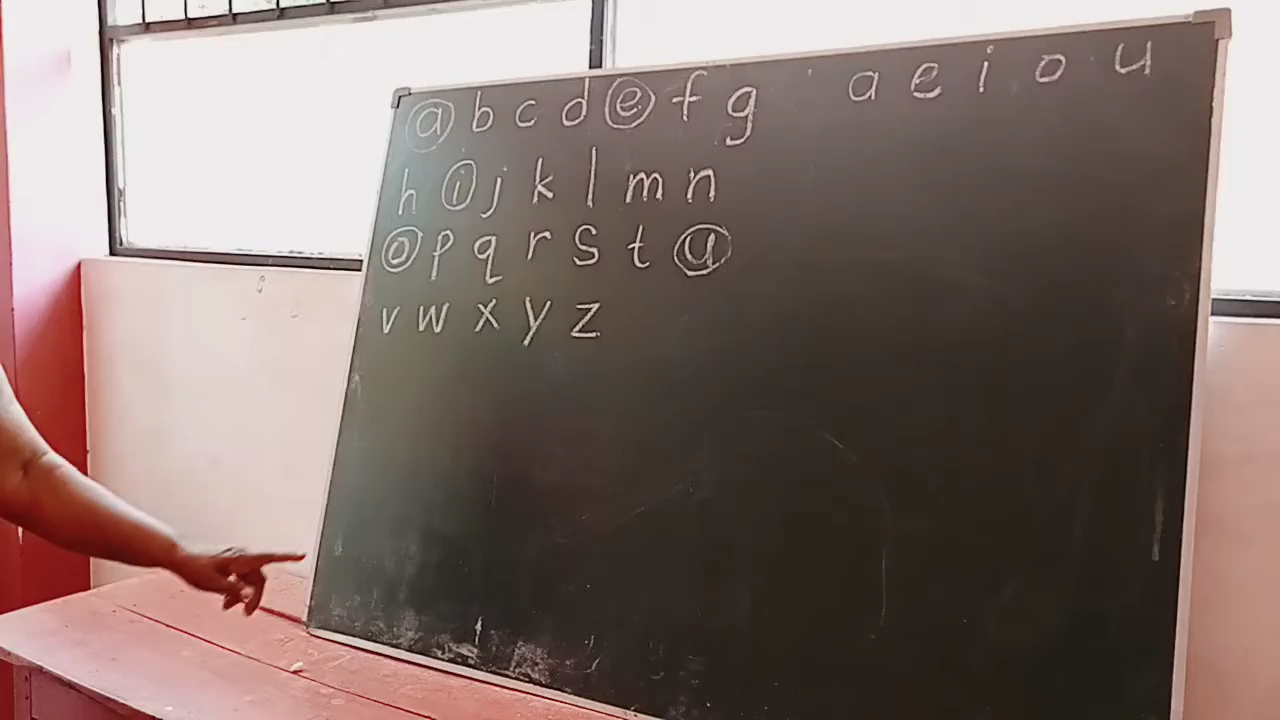 a b c d e f g
a e i o u
h i j k l m n
o p q r s t u
v w x y z